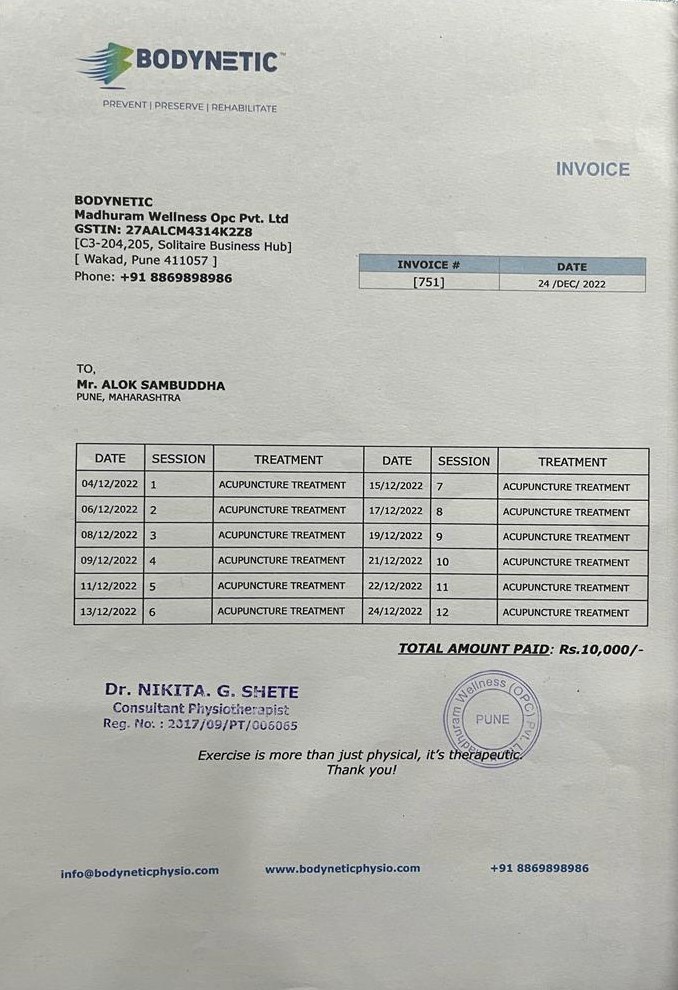 BODYNETIC™
PREVENT | PRESERVE | REHABILITATE
INVOICE
BODYNETIC
Madhuram Wellness Opc Pvt. Ltd
GSTIN: 27AALCM4314K2Z8
[C3-204,205, Solitaire Business Hub]
[ Wakad, Pune 411057 ]
Phone: +91 8869898986
INVOICE # DATE
[751] 24 /DEC/ 2022
TO,
Mr. ALOK SAMBUDDHA
PUNE, MAHARASHTRA
DATE SESSION TREATMENT DATE SESSION TREATMENT
04/12/2022 1 ACUPUNCTURE TREATMENT 15/12/2022 7 ACUPUNCTURE TREATMENT
06/12/2022 2 ACUPUNCTURE TREATMENT 17/12/2022 8 ACUPUNCTURE TREATMENT
08/12/2022 3 ACUPUNCTURE TREATMENT 19/12/2022 9 ACUPUNCTURE TREATMENT
09/12/2022 4 ACUPUNCTURE TREATMENT 21/12/2022 10 ACUPUNCTURE TREATMENT
11/12/2022 5 ACUPUNCTURE TREATMENT 22/12/2022 11 ACUPUNCTURE TREATMENT
13/12/2022 6 ACUPUNCTURE TREATMENT 24/12/2022 12 ACUPUNCTURE TREATMENT
TOTAL AMOUNT PAID: Rs.10,000/-
Dr. NIKITA. G. SHETE
Consultant Physiotherapist
Reg. No. : 2017/09/PT/006065
Madhuram Wellness (OPC) Pvt. Ltd.
PUNE
Exercise is more than just physical, it's therapeutic.
Thank you!
info@bodyneticphysio.com www.bodyneticphysio.com +91 8869898986